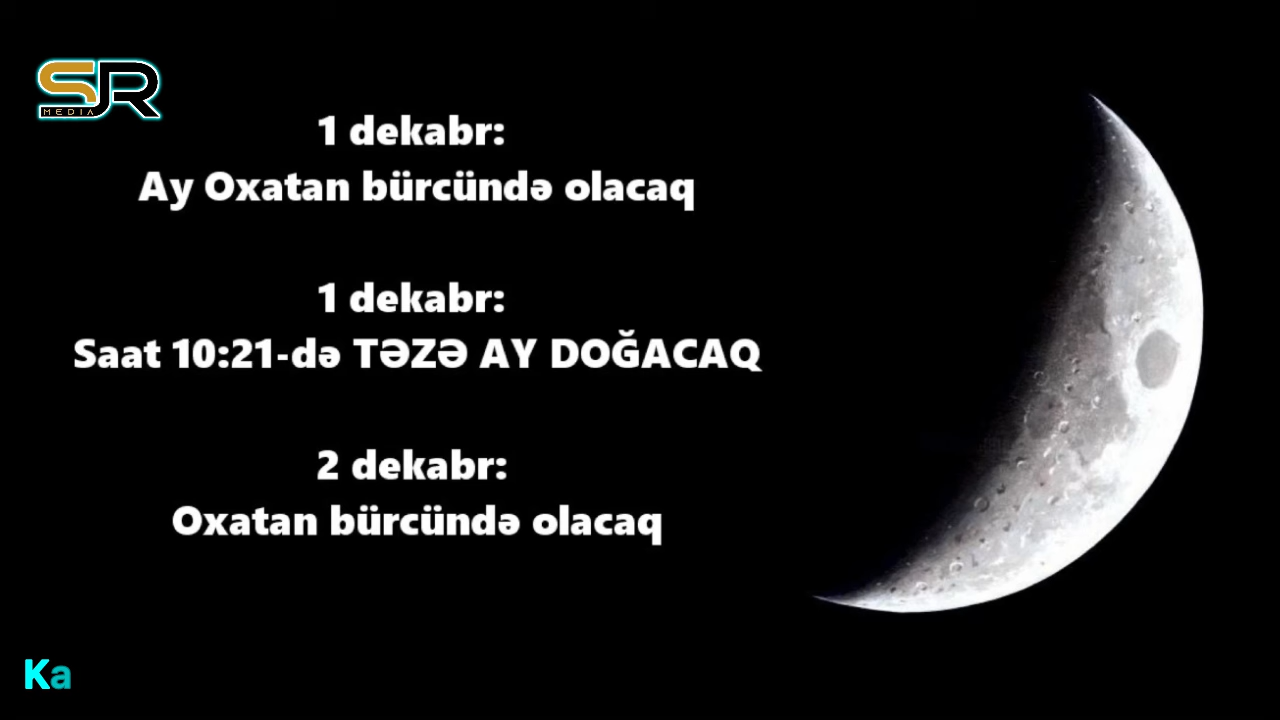 SR
MEDIA
1 dekabr:
Ay Oxatan bürcündə olacaq
1 dekabr:
Saat 10:21-də TƏZƏ AY DOĞACAQ
2 dekabr:
Oxatan bürcündə olacaq
Ka